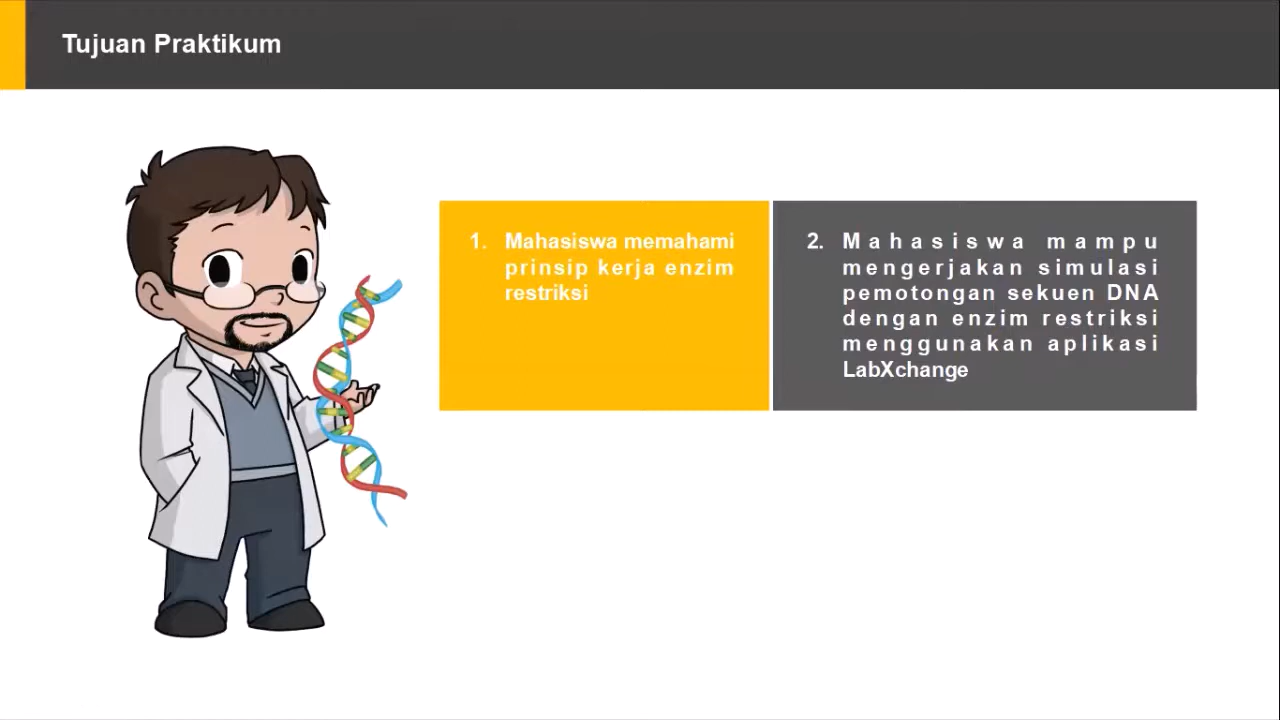 Tujuan Praktikum
1. Mahasiswa memahami
prinsip kerja enzim
restriksi
2. Mahasiswa mampu
mengerjakan simulasi
pemotongan sekuen DNA
dengan enzim restriksi
menggunakan aplikasi
LabXchange